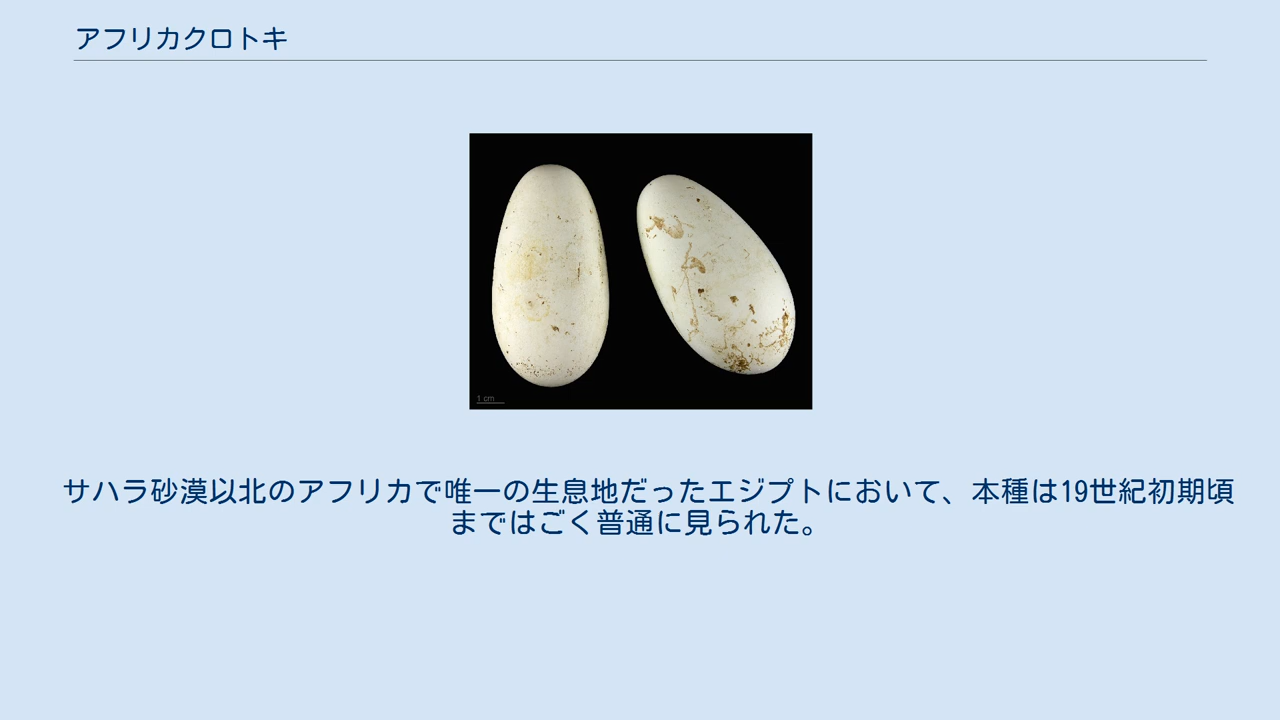 アフリカクロトキ
1 cm
サハラ砂漠以北のアフリカで唯一の生息地だったエジプトにおいて、本種は19世紀初期頃
まではごく普通に見られた。